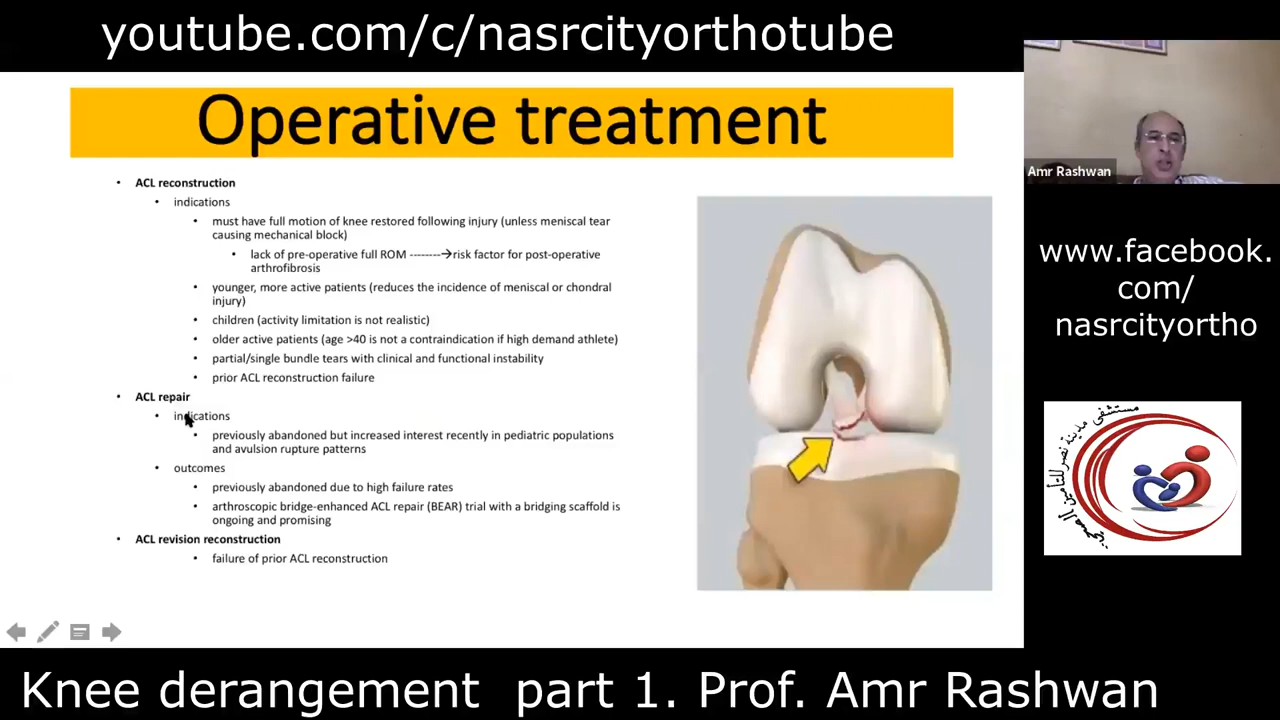 youtube.com/c/nasrcityorthotube
Operative treatment
• ACL reconstruction
• indications
• must have full motion of knee restored following injury (unless meniscal tear
causing mechanical block)
• lack of pre-operative full ROM --------→risk factor for post-operative
arthrofibrosis
• younger, more active patients (reduces the incidence of meniscal or chondral
injury)
• children (activity limitation is not realistic)
• older active patients (age >40 is not a contraindication if high demand athlete)
• partial/single bundle tears with clinical and functional instability
• prior ACL reconstruction failure
• ACL repair
• indications
• previously abandoned but increased interest recently in pediatric populations
and avulsion rupture patterns
• outcomes
• previously abandoned due to high failure rates
• arthroscopic bridge-enhanced ACL repair (BEAR) trial with a bridging scaffold is
ongoing and promising
• ACL revision reconstruction
• failure of prior ACL reconstruction
Amr Rashwan
www.facebook.
com/
nasrcityortho
مستشفى مدينة نصر للتأمين الصحي
Knee derangement part 1. Prof. Amr Rashwan